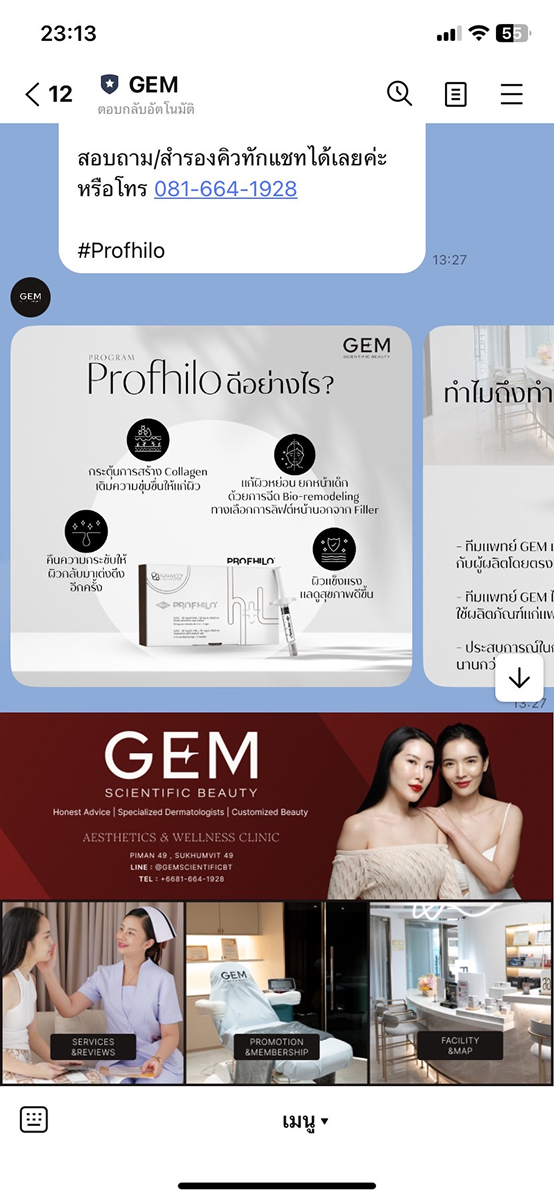 23:13
55
12
GEM
ตอบกลับอัตโนมัติ
สอบถาม/สำรองคิวทักแชทได้เลยค่ะ
หรือโทร 081-664-1928
#Profhilo
13:27
GEM
GEM
SCIENTIFIC BEAUTY
PROGRAM
Profhilo ดีอย่างไร?
กระตุ้นการสร้าง Collagen
เติมความชุ่มชื่นให้แก่ผิว
แก้ผิวหย่อน ยกหน้าเด็ก
ด้วยการฉีด Bio-remodeling
ทางเลือกการลิฟต์หน้านอกจาก Filler
คืนความกระชับให้
ผิวกลับมาเต่งตึง
อีกครั้ง
ผิวแข็งแรง
แลดูสุขภาพดีขึ้น
PROFHILO
PROFHILO
h+L
ทำไมถึงทำ
- ทีมแพทย์ GEM
กับผู้ผลิตโดยตรง
- ทีมแพทย์ GEM
ใช้ผลิตภัณฑ์แก่แพ
- ประสบการณ์ใน
นานกว่
13:27
GEM
SCIENTIFIC BEAUTY
Honest Advice | Specialized Dermatologists | Customized Beauty
AESTHETICS & WELLNESS CLINIC
PIMAN 49 , SUKHUMVIT 49
LINE : @GEMSCIENTIFICBT
TEL : +6681-664-1928
GEM
SERVICES
&REVIEWS
PROMOTION
&MEMBERSHIP
FACILITY
&MAP
เมนู